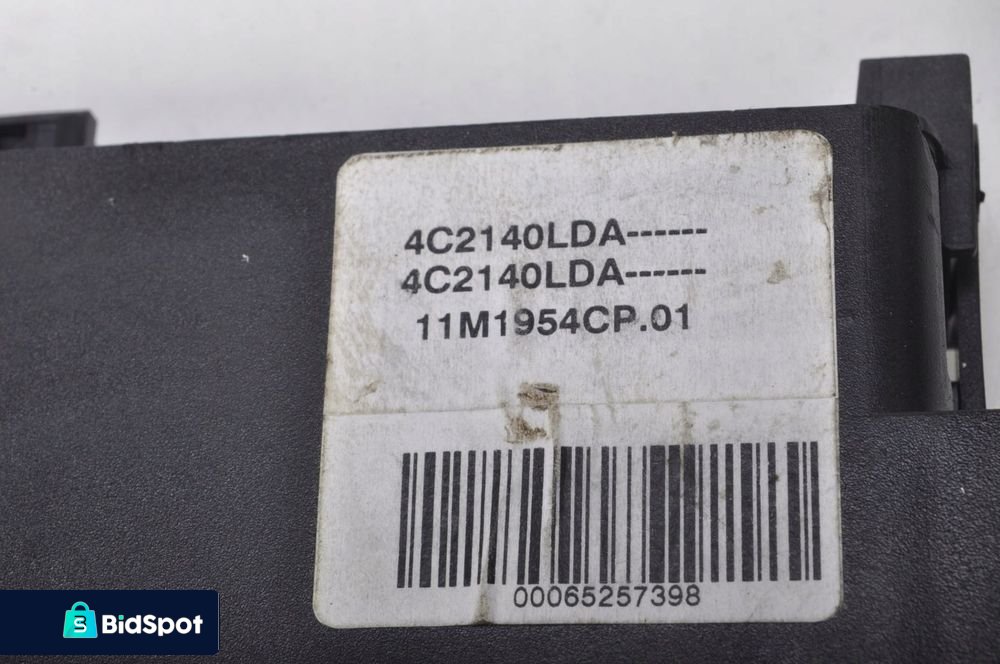 4C2140LDA------
4C2140LDA------
11M1954CP.01
00065257398
BidSpot